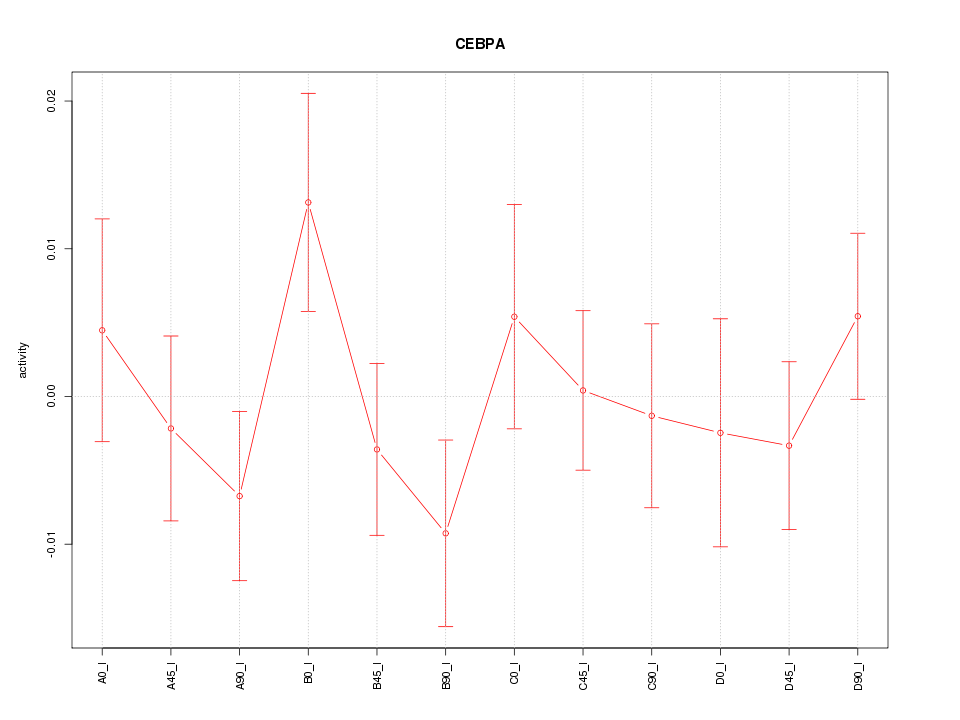 CEBPA
activity
0.02
0.01
0.00
-0.01
A0_I
A45_I
A90_I
B0_I
B45_I
B90_I
C0_I
C45_I
C90_I
D0_I
D45_I
D90_I